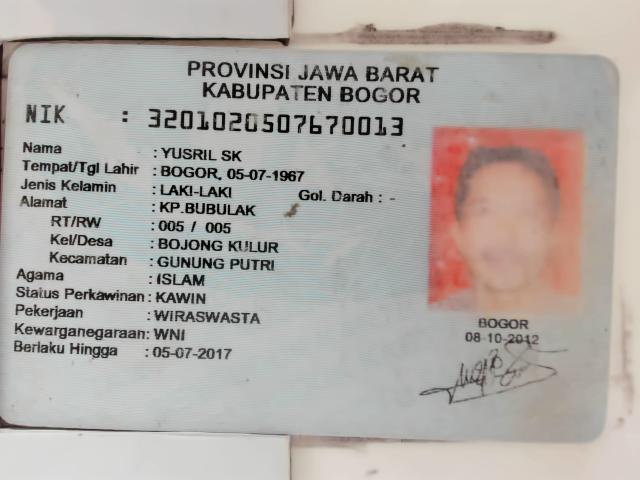 PROVINSI JAWA BARAT
KABUPATEN BOGOR
NIK : 3201020507670013
Nama : YUSRIL SK
Tempat/Tgl Lahir : BOGOR, 05-07-1967
Jenis Kelamin : LAKI-LAKI Gol. Darah : -
Alamat : KP.BUBULAK
RT/RW : 005 / 005
Kel/Desa : BOJONG KULUR
Kecamatan : GUNUNG PUTRI
Agama : ISLAM
Status Perkawinan : KAWIN
Pekerjaan : WIRASWASTA
Kewarganegaraan : WNI
Berlaku Hingga : 05-07-2017
BOGOR
08-10-2012